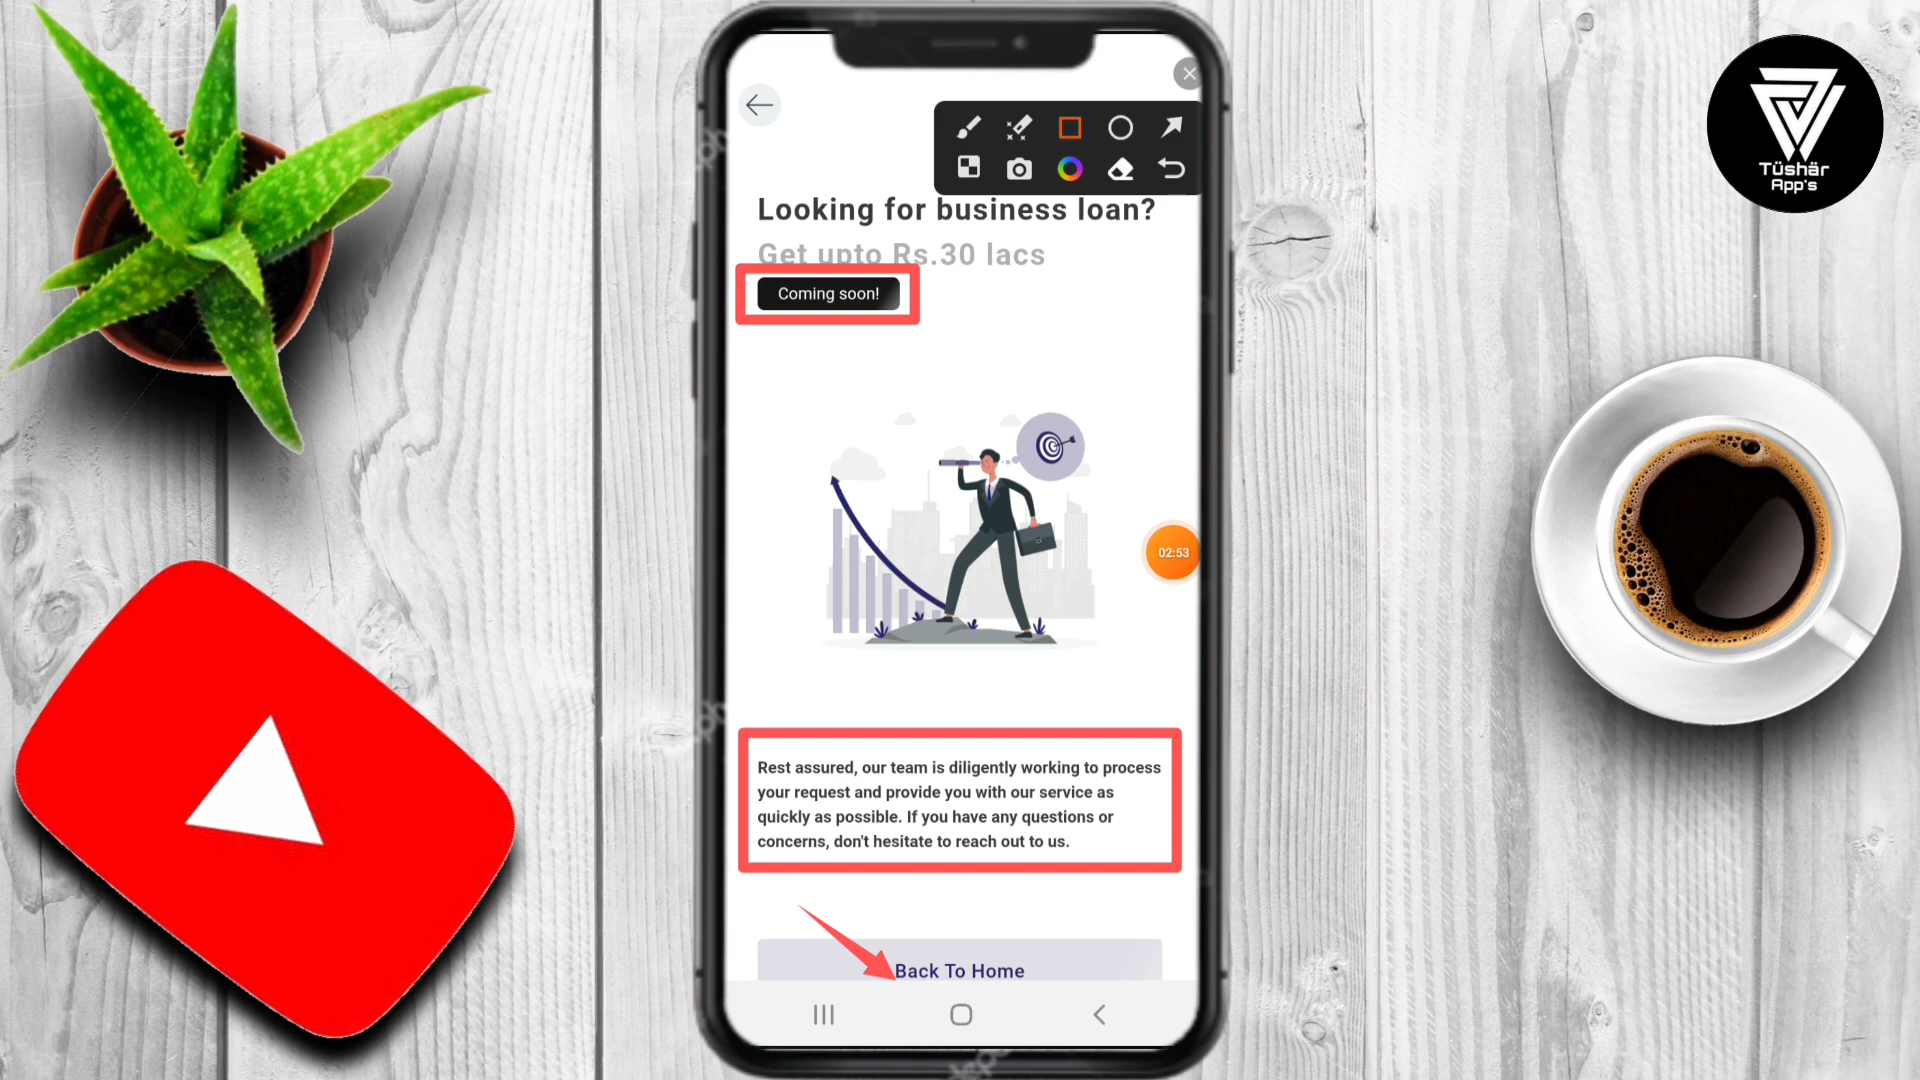 Tüshär
App's
Looking for business loan?
Get upto Rs.30 lacs
Coming soon!
02:53
Rest assured, our team is diligently working to process
your request and provide you with our service as
quickly as possible. If you have any questions or
concerns, don't hesitate to reach out to us.
Back To Home